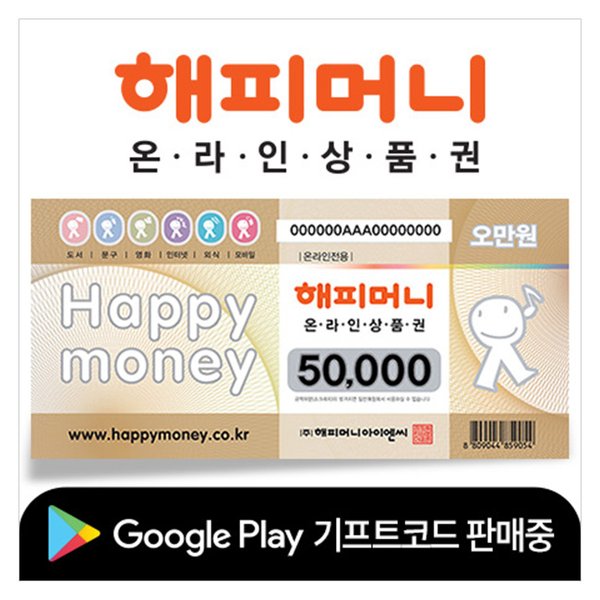 해피머니
온·라·인·상·품·권
도서 | 문구 | 영화 | 인터넷 | 외식 | 모바일
000000AAA00000000
오만원
|온라인전용|
Happy
money
해피머니
온·라·인·상·품·권
50,000
www.happymoney.co.kr
(주)해피머니아이엔씨
8 809044 859054
Google Play 기프트코드 판매중